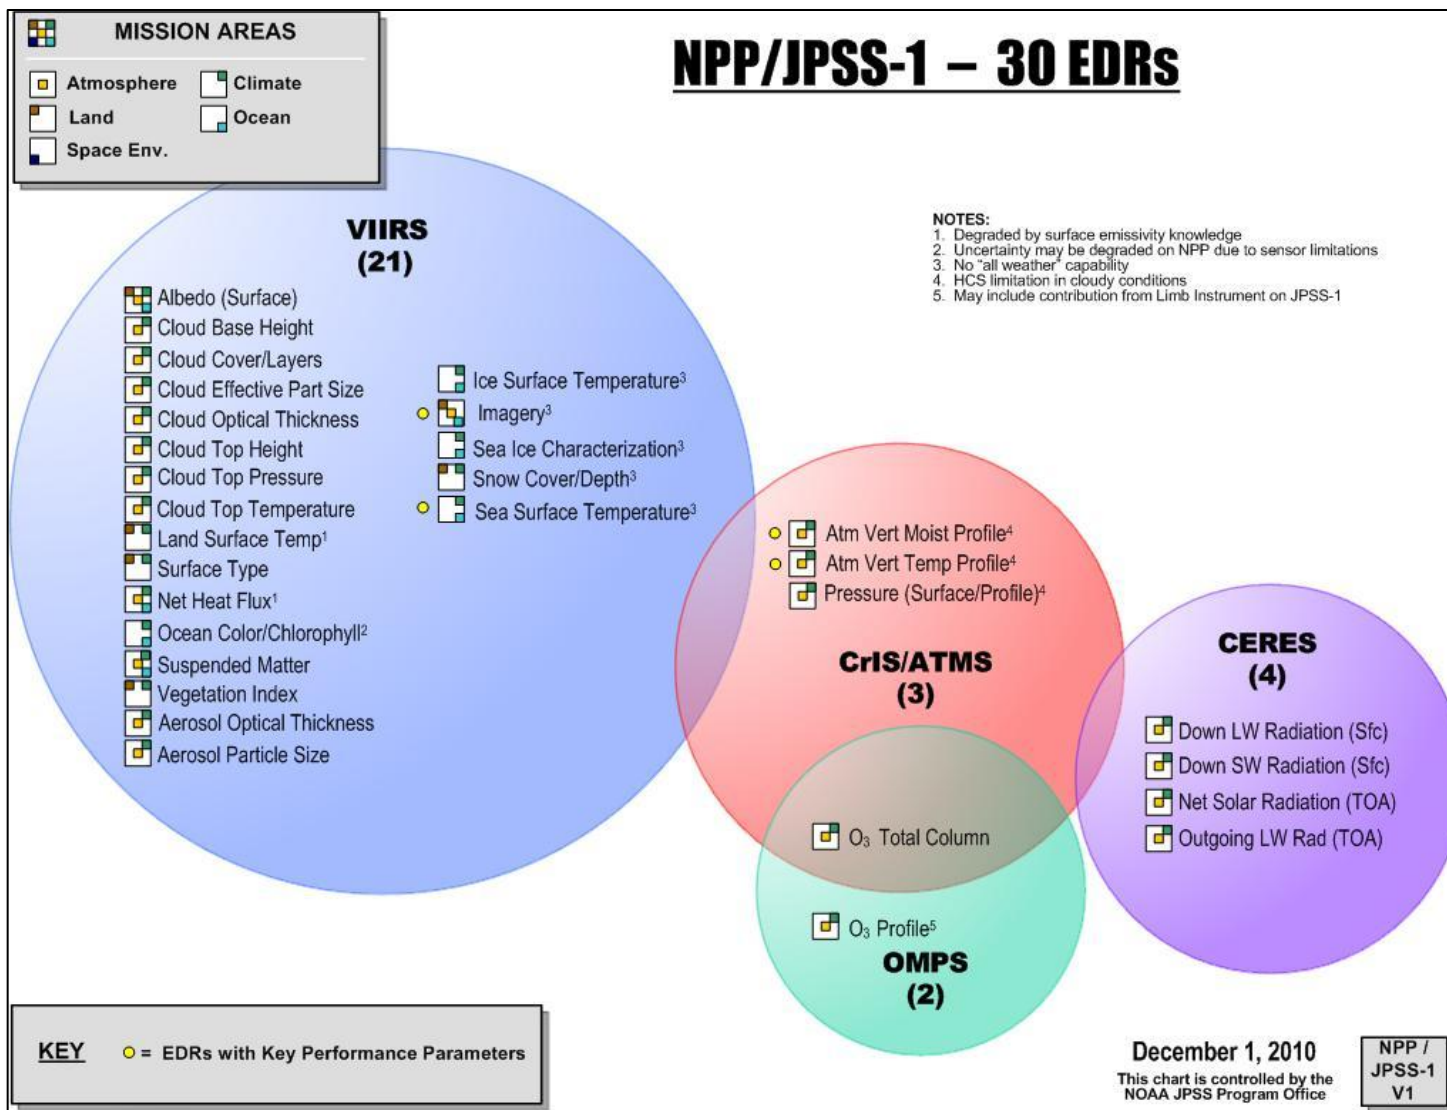 MISSION AREAS
Atmosphere
Climate
Land
Ocean
Space Env.
NPP/JPSS-1 – 30 EDRs
NOTES:
1. Degraded by surface emissivity knowledge
2. Uncertainty may be degraded on NPP due to sensor limitations
3. No "all weather" capability
4. HCS limitation in cloudy conditions
5. May include contribution from Limb Instrument on JPSS-1
VIIRS
(21)
Albedo (Surface)
Cloud Base Height
Cloud Cover/Layers
Cloud Effective Part Size
Cloud Optical Thickness
Cloud Top Height
Cloud Top Pressure
Cloud Top Temperature
Land Surface Temp¹
Surface Type
Net Heat Flux¹
Ocean Color/Chlorophyll²
Suspended Matter
Vegetation Index
Aerosol Optical Thickness
Aerosol Particle Size
Ice Surface Temperature³
Imagery³
Sea Ice Characterization³
Snow Cover/Depth³
Sea Surface Temperature³
Atm Vert Moist Profile⁴
Atm Vert Temp Profile⁴
Pressure (Surface/Profile)⁴
CrIS/ATMS
(3)
O₃ Total Column
O₃ Profile⁵
OMPS
(2)
CERES
(4)
Down LW Radiation (Sfc)
Down SW Radiation (Sfc)
Net Solar Radiation (TOA)
Outgoing LW Rad (TOA)
KEY
= EDRs with Key Performance Parameters
December 1, 2010
This chart is controlled by the
NOAA JPSS Program Office
NPP /
JPSS-1
V1